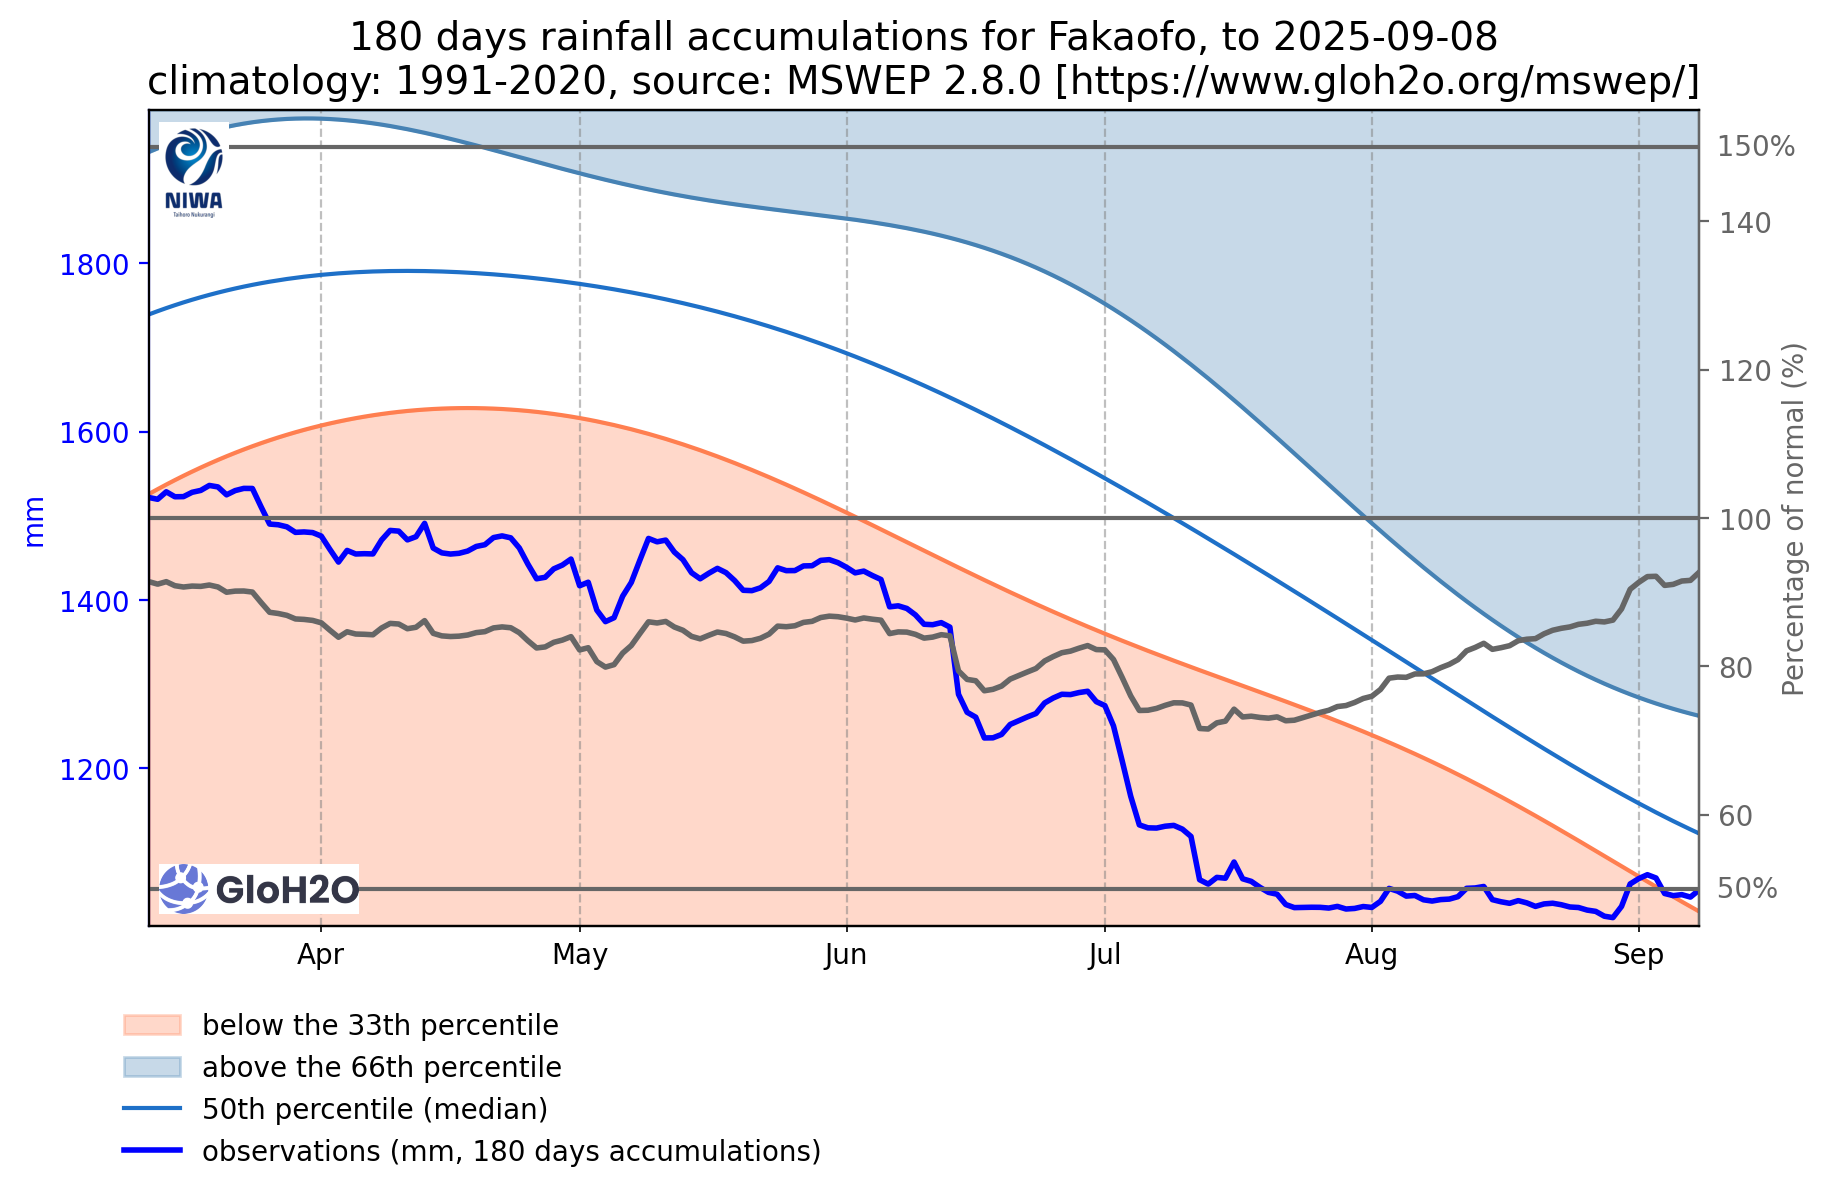 180 days rainfall accumulations for Fakaofo, to 2025-09-08
climatology: 1991-2020, source: MSWEP 2.8.0 [https://www.gloh2o.org/mswep/]
NIWA
Taihoro Nukurangi
mm
1800
1600
1400
1200
150%
140
120
100
80
60
50%
Percentage of normal (%)
GloH2O
Apr May Jun Jul Aug Sep
below the 33th percentile
above the 66th percentile
50th percentile (median)
observations (mm, 180 days accumulations)